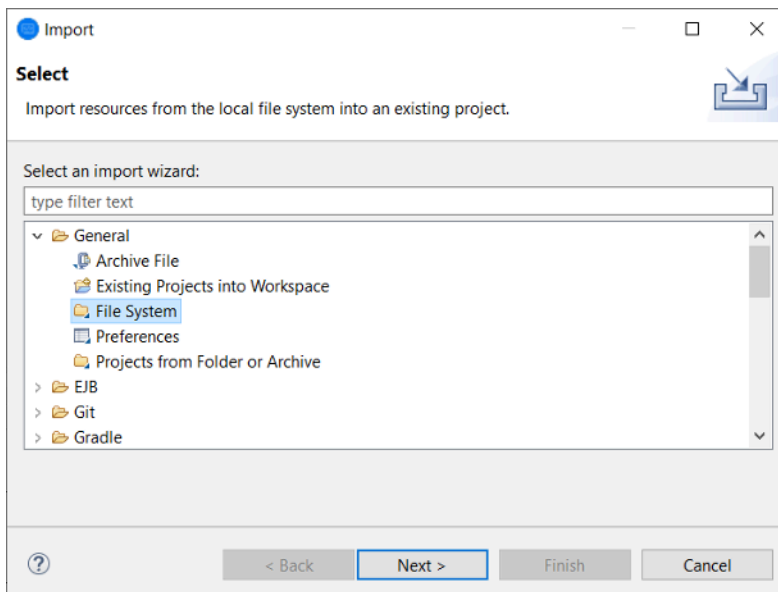 Import
Select
Import resources from the local file system into an existing project.
Select an import wizard:
type filter text
General
Archive File
Existing Projects into Workspace
File System
Preferences
Projects from Folder or Archive
EJB
Git
Gradle
< Back
Next >
Finish
Cancel